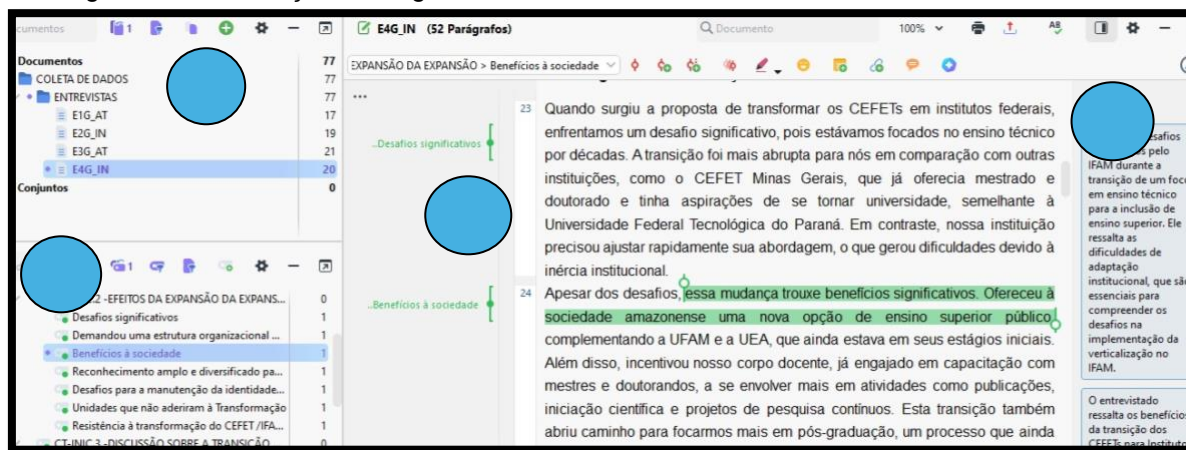 cumentos
1
E4G_IN (52 Parágrafos)
Documento
100%
Documentos 77
COLETA DE DADOS 77
ENTREVISTAS 77
E1G_AT 17
E2G_IN 19
E3G_AT 21
E4G_IN 20
Conjuntos 0
1
.2 -EFEITOS DA EXPANSÃO DA EXPANS... 0
Desafios significativos 1
Demandou uma estrutura organizacional ... 1
Benefícios à sociedade 1
Reconhecimento amplo e diversificado pa... 1
Desafios para a manutenção da identidade... 1
Unidades que não aderiram à Transformação 1
Resistência à transformação do CEFET/IFA... 1
CT-INIC.3 -DISCUSSÃO SOBRE A TRANSIÇÃO 0
EXPANSÃO DA EXPANSÃO > Benefícios à sociedade
...
..Desafios significativos
..Benefícios à sociedade
23 Quando surgiu a proposta de transformar os CEFETs em institutos federais,
enfrentamos um desafio significativo, pois estávamos focados no ensino técnico
por décadas. A transição foi mais abrupta para nós em comparação com outras
instituições, como o CEFET Minas Gerais, que já oferecia mestrado e
doutorado e tinha aspirações de se tornar universidade, semelhante à
Universidade Federal Tecnológica do Paraná. Em contraste, nossa instituição
precisou ajustar rapidamente sua abordagem, o que gerou dificuldades devido à
inércia institucional.
24 Apesar dos desafios, essa mudança trouxe benefícios significativos. Ofereceu à
sociedade amazonense uma nova opção de ensino superior público,
complementando a UFAM e a UEA, que ainda estava em seus estágios iniciais.
Além disso, incentivou nosso corpo docente, já engajado em capacitação com
mestres e doutorandos, a se envolver mais em atividades como publicações,
iniciação científica e projetos de pesquisa contínuos. Esta transição também
abriu caminho para focarmos mais em pós-graduação, um processo que ainda
esafios
pelo
IFAM durante a
transição de um foco
em ensino técnico
para a inclusão de
ensino superior. Ele
ressalta as
dificuldades de
adaptação
institucional, que são
essenciais para
compreender os
desafios na
implementação da
verticalização no
IFAM.
O entrevistado
ressalta os benefícios
da transição dos
CEFETs para Instituto